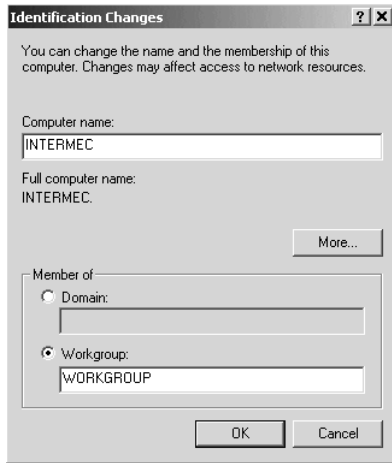 Identification Changes
You can change the name and the membership of this
computer. Changes may affect access to network resources.
Computer name:
INTERMEC
Full computer name:
INTERMEC.
More...
Member of
Domain:
Workgroup:
WORKGROUP
OK Cancel